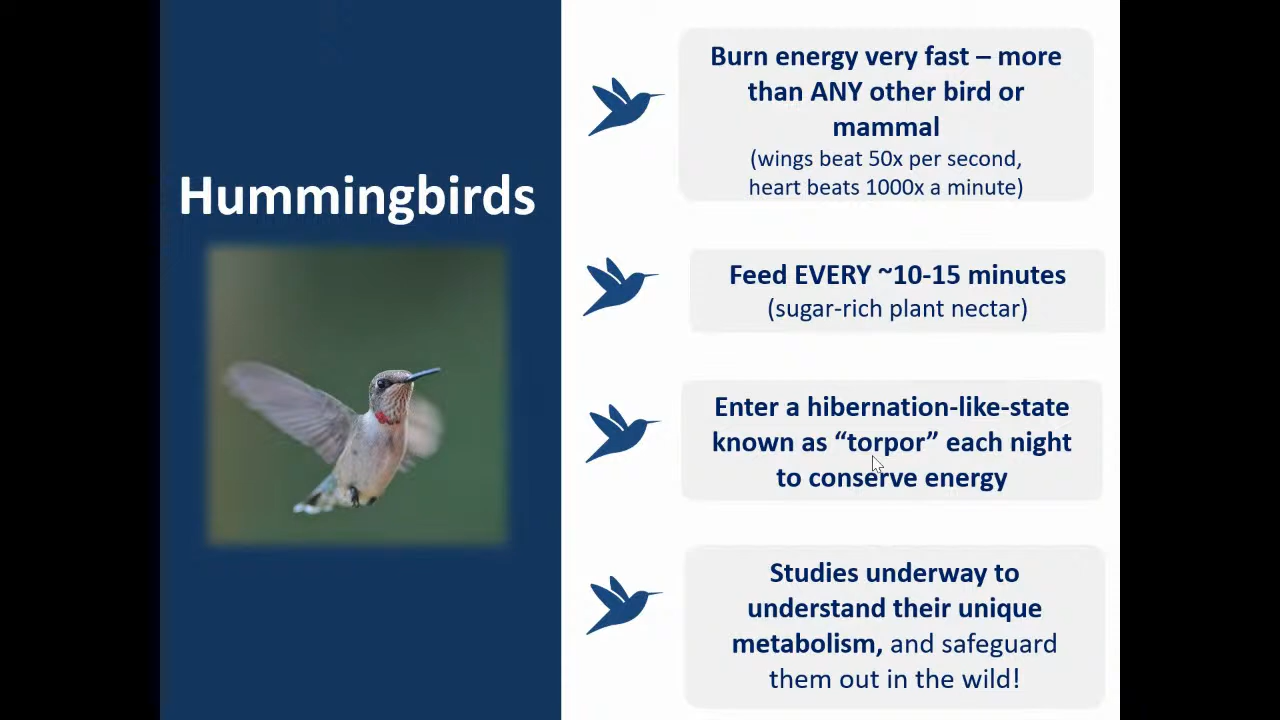 Hummingbirds
Burn energy very fast – more
than ANY other bird or
mammal
(wings beat 50x per second,
heart beats 1000x a minute)
Feed EVERY ~10-15 minutes
(sugar-rich plant nectar)
Enter a hibernation-like-state
known as “torpor” each night
to conserve energy
Studies underway to
understand their unique
metabolism, and safeguard
them out in the wild!